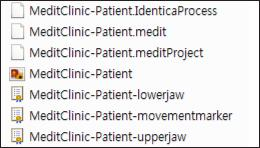 MeditClinic-Patient.IdenticaProcess
MeditClinic-Patient.medit
MeditClinic-Patient.meditProject
MeditClinic-Patient
MeditClinic-Patient-lowerjaw
MeditClinic-Patient-movementmarker
MeditClinic-Patient-upperjaw